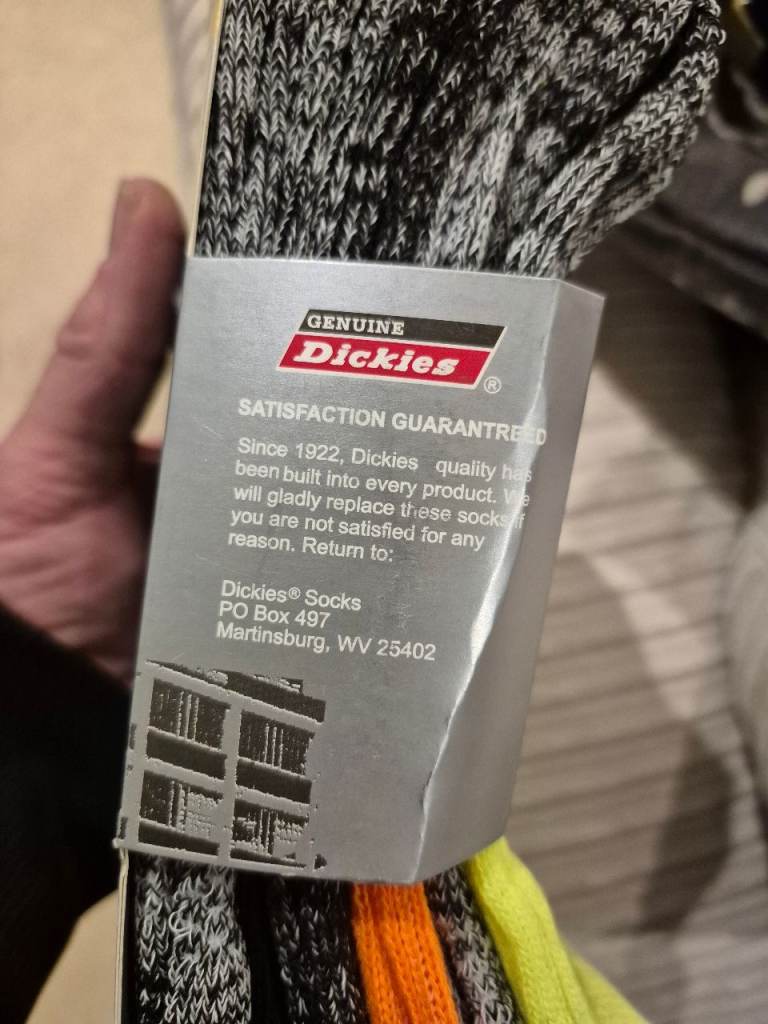 GENUINE
Dickies®
SATISFACTION GUARANTREED
Since 1922, Dickies quality has
been built into every product. We
will gladly replace these socks if
you are not satisfied for any
reason. Return to:
Dickies® Socks
PO Box 497
Martinsburg, WV 25402